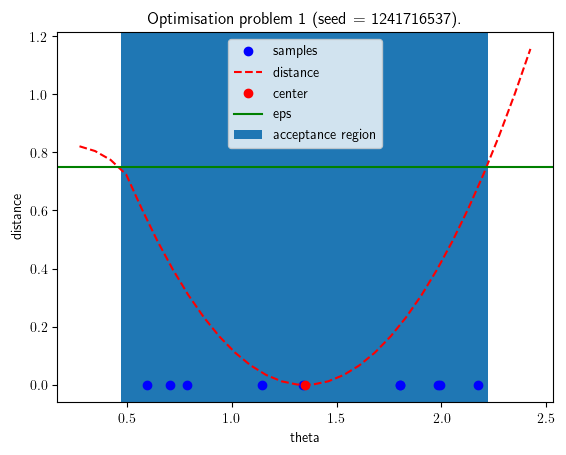 Optimisation problem 1 (seed = 1241716537).
samples
distance
center
eps
acceptance region
distance
1.2
1.0
0.8
0.6
0.4
0.2
0.0
0.5
1.0
1.5
2.0
2.5
theta